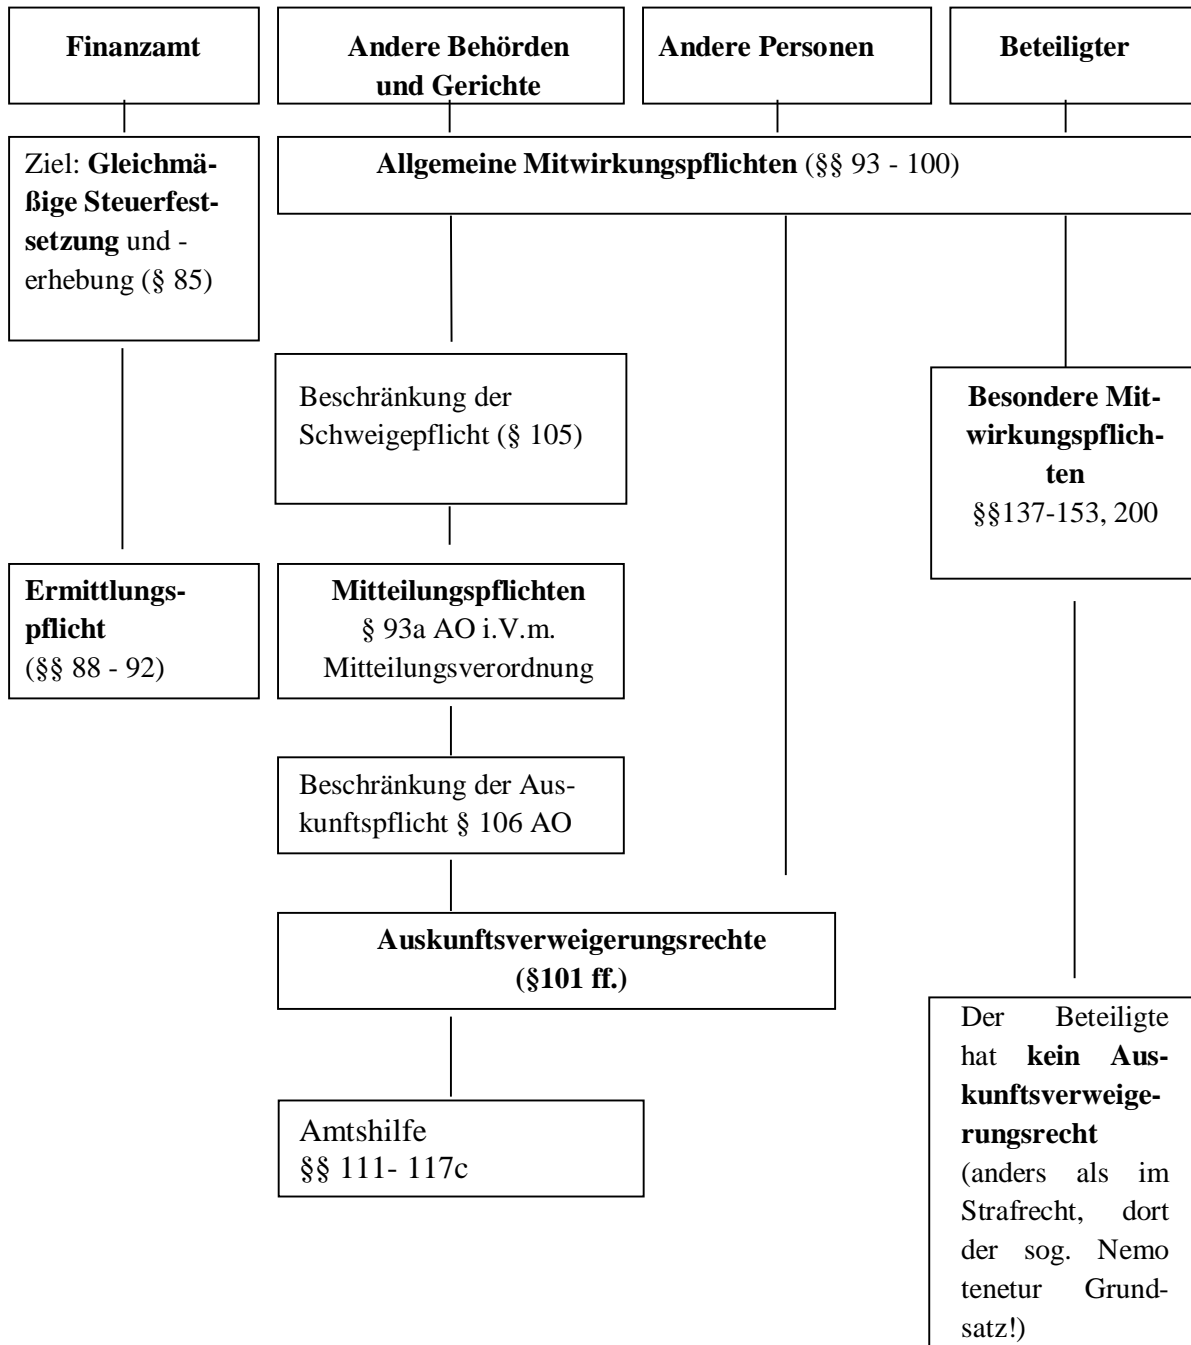 Finanzamt
Andere Behörden
und Gerichte
Andere Personen
Beteiligter
Ziel: Gleichmä-
ßige Steuerfest-
setzung und -
erhebung (§ 85)
Allgemeine Mitwirkungspflichten (§§ 93 - 100)
Beschränkung der
Schweigepflicht (§ 105)
Besondere Mit-
wirkungspflich-
ten
§§137-153, 200
Ermittlungs-
pflicht
(§§ 88 - 92)
Mitteilungspflichten
§ 93a AO i.V.m.
Mitteilungsverordnung
Beschränkung der Aus-
kunftspflicht § 106 AO
Auskunftsverweigerungsrechte
(§101 ff.)
Amtshilfe
§§ 111- 117c
Der Beteiligte
hat kein Aus-
kunftsverweige-
rungsrecht
(anders als im
Strafrecht, dort
der sog. Nemo
tenetur Grund-
satz!)